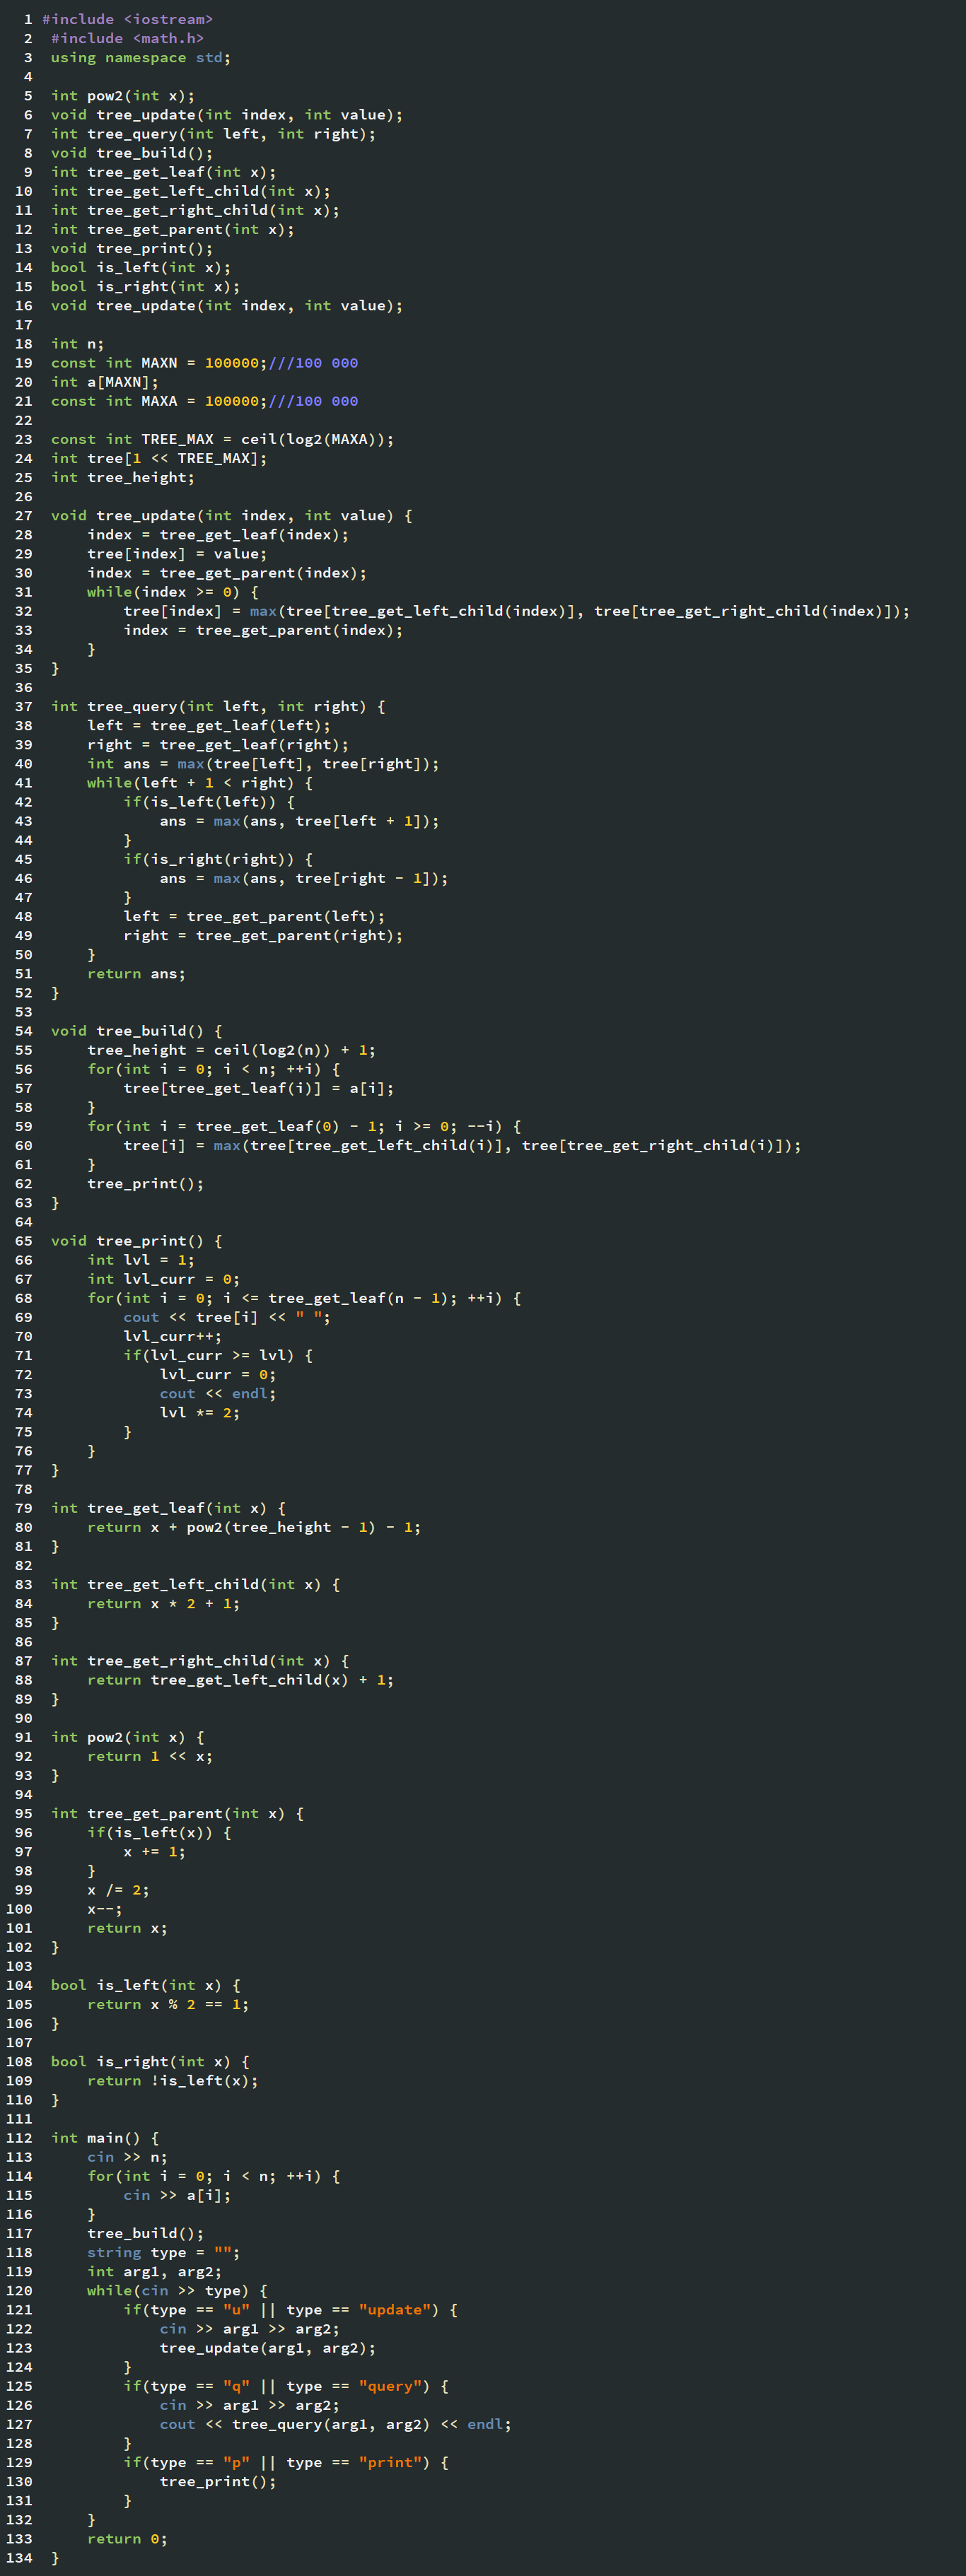 1 #include <iostream>
2  #include <math.h>
3  using namespace std;
4
5  int pow2(int x);
6  void tree_update(int index, int value);
7  int tree_query(int left, int right);
8  void tree_build();
9  int tree_get_leaf(int x);
10  int tree_get_left_child(int x);
11  int tree_get_right_child(int x);
12  int tree_get_parent(int x);
13  void tree_print();
14  bool is_left(int x);
15  bool is_right(int x);
16  void tree_update(int index, int value);
17
18  int n;
19  const int MAXN = 100000;///100 000
20  int a[MAXN];
21  const int MAXA = 100000;///100 000
22
23  const int TREE_MAX = ceil(log2(MAXA));
24  int tree[1 << TREE_MAX];
25  int tree_height;
26
27  void tree_update(int index, int value) {
28      index = tree_get_leaf(index);
29      tree[index] = value;
30      index = tree_get_parent(index);
31      while(index >= 0) {
32          tree[index] = max(tree[tree_get_left_child(index)], tree[tree_get_right_child(index)]);
33          index = tree_get_parent(index);
34      }
35  }
36
37  int tree_query(int left, int right) {
38      left = tree_get_leaf(left);
39      right = tree_get_leaf(right);
40      int ans = max(tree[left], tree[right]);
41      while(left + 1 < right) {
42          if(is_left(left)) {
43              ans = max(ans, tree[left + 1]);
44          }
45          if(is_right(right)) {
46              ans = max(ans, tree[right - 1]);
47          }
48          left = tree_get_parent(left);
49          right = tree_get_parent(right);
50      }
51      return ans;
52  }
53
54  void tree_build() {
55      tree_height = ceil(log2(n)) + 1;
56      for(int i = 0; i < n; ++i) {
57          tree[tree_get_leaf(i)] = a[i];
58      }
59      for(int i = tree_get_leaf(0) - 1; i >= 0; --i) {
60          tree[i] = max(tree[tree_get_left_child(i)], tree[tree_get_right_child(i)]);
61      }
62      tree_print();
63  }
64
65  void tree_print() {
66      int lvl = 1;
67      int lvl_curr = 0;
68      for(int i = 0; i <= tree_get_leaf(n - 1); ++i) {
69          cout << tree[i] << " ";
70          lvl_curr++;
71          if(lvl_curr >= lvl) {
72              lvl_curr = 0;
73              cout << endl;
74              lvl *= 2;
75          }
76      }
77  }
78
79  int tree_get_leaf(int x) {
80      return x + pow2(tree_height - 1) - 1;
81  }
82
83  int tree_get_left_child(int x) {
84      return x * 2 + 1;
85  }
86
87  int tree_get_right_child(int x) {
88      return tree_get_left_child(x) + 1;
89  }
90
91  int pow2(int x) {
92      return 1 << x;
93  }
94
95  int tree_get_parent(int x) {
96      if(is_left(x)) {
97          x += 1;
98      }
99      x /= 2;
100      x--;
101      return x;
102  }
103
104  bool is_left(int x) {
105      return x % 2 == 1;
106  }
107
108  bool is_right(int x) {
109      return !is_left(x);
110  }
111
112  int main() {
113      cin >> n;
114      for(int i = 0; i < n; ++i) {
115          cin >> a[i];
116      }
117      tree_build();
118      string type = "";
119      int arg1, arg2;
120      while(cin >> type) {
121          if(type == "u" || type == "update") {
122              cin >> arg1 >> arg2;
123              tree_update(arg1, arg2);
124          }
125          if(type == "q" || type == "query") {
126              cin >> arg1 >> arg2;
127              cout << tree_query(arg1, arg2) << endl;
128          }
129          if(type == "p" || type == "print") {
130              tree_print();
131          }
132      }
133      return 0;
134  }